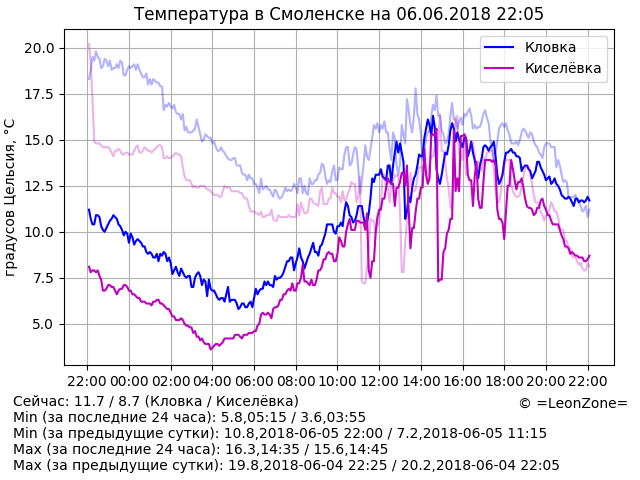 Температура в Смоленске на 06.06.2018 22:05
Кловка
Киселёвка
градусов Цельсия, °C
20.0
17.5
15.0
12.5
10.0
7.5
5.0
22:00 00:00 02:00 04:00 06:00 08:00 10:00 12:00 14:00 16:00 18:00 20:00 22:00
Сейчас: 11.7 / 8.7 (Кловка / Киселёвка)
© =LeonZone=
Min (за последние 24 часа): 5.8,05:15 / 3.6,03:55
Min (за предыдущие сутки): 10.8,2018-06-05 22:00 / 7.2,2018-06-05 11:15
Max (за последние 24 часа): 16.3,14:35 / 15.6,14:45
Max (за предыдущие сутки): 19.8,2018-06-04 22:25 / 20.2,2018-06-04 22:05